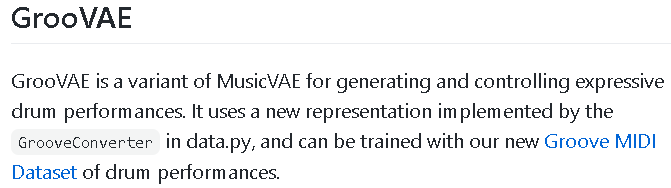 GrooVAE
GrooVAE is a variant of MusicVAE for generating and controlling expressive
drum performances. It uses a new representation implemented by the
GrooveConverter in data.py, and can be trained with our new Groove MIDI
Dataset of drum performances.